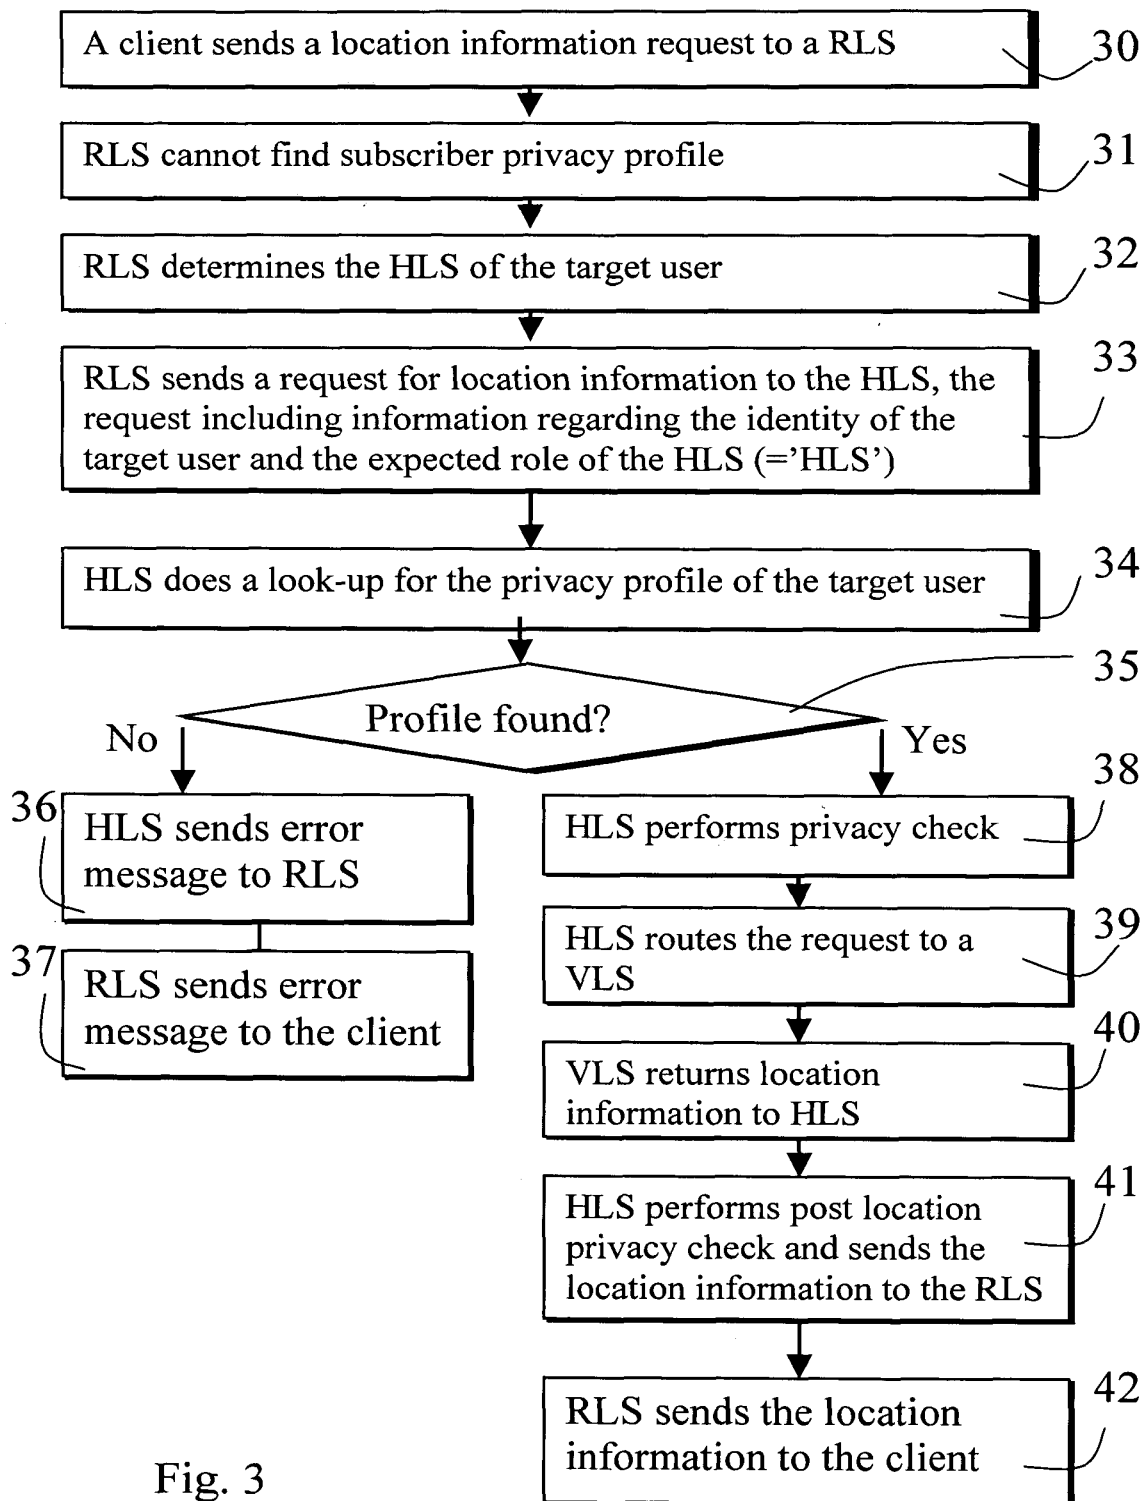 A client sends a location information request to a RLS
30
RLS cannot find subscriber privacy profile
31
RLS determines the HLS of the target user
32
33
RLS sends a request for location information to the HLS, the
request including information regarding the identity of the
target user and the expected role of the HLS (=’HLS’)
HLS does a look-up for the privacy profile of the target user
34
35
Profile found?
No
Yes
36
HLS sends error
message to RLS
37
RLS sends error
message to the client
38
HLS performs privacy check
39
HLS routes the request to a
VLS
40
VLS returns location
information to HLS
41
HLS performs post location
privacy check and sends the
location information to the RLS
42
RLS sends the location
information to the client
Fig. 3